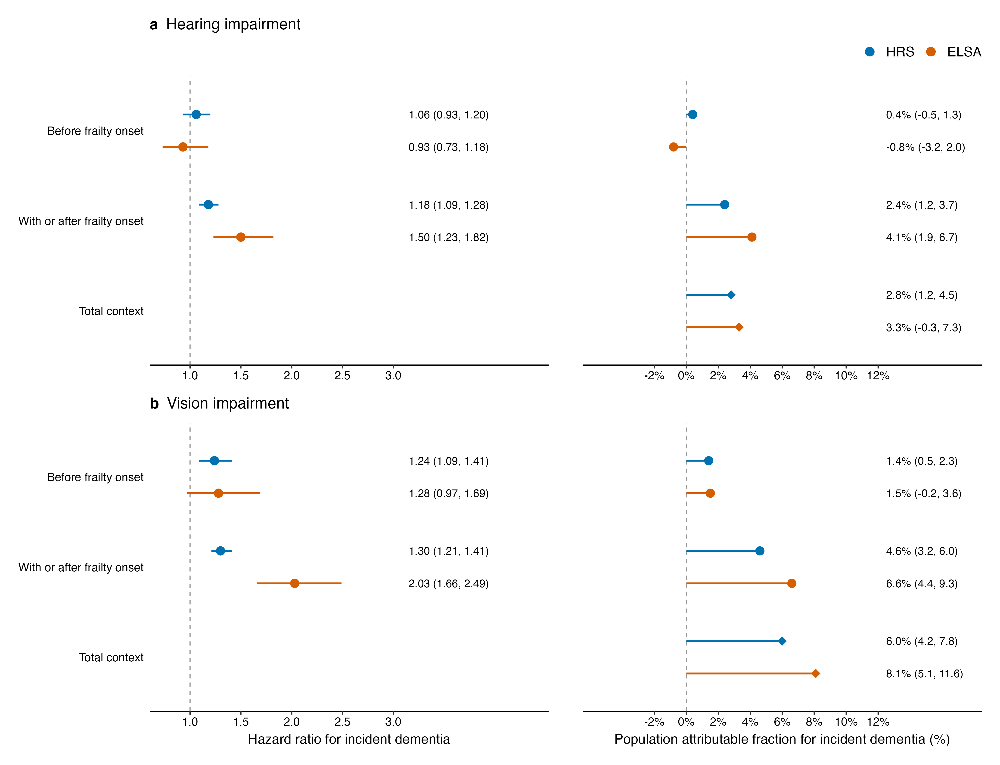 a Hearing impairment
HRS ELSA
Before frailty onset
1.06 (0.93, 1.20)
0.93 (0.73, 1.18)
0.4% (-0.5, 1.3)
-0.8% (-3.2, 2.0)
With or after frailty onset
1.18 (1.09, 1.28)
1.50 (1.23, 1.82)
2.4% (1.2, 3.7)
4.1% (1.9, 6.7)
Total context
2.8% (1.2, 4.5)
3.3% (-0.3, 7.3)
1.0 1.5 2.0 2.5 3.0
-2% 0% 2% 4% 6% 8% 10% 12%
b Vision impairment
Before frailty onset
1.24 (1.09, 1.41)
1.28 (0.97, 1.69)
1.4% (0.5, 2.3)
1.5% (-0.2, 3.6)
With or after frailty onset
1.30 (1.21, 1.41)
2.03 (1.66, 2.49)
4.6% (3.2, 6.0)
6.6% (4.4, 9.3)
Total context
6.0% (4.2, 7.8)
8.1% (5.1, 11.6)
1.0 1.5 2.0 2.5 3.0
Hazard ratio for incident dementia
-2% 0% 2% 4% 6% 8% 10% 12%
Population attributable fraction for incident dementia (%)